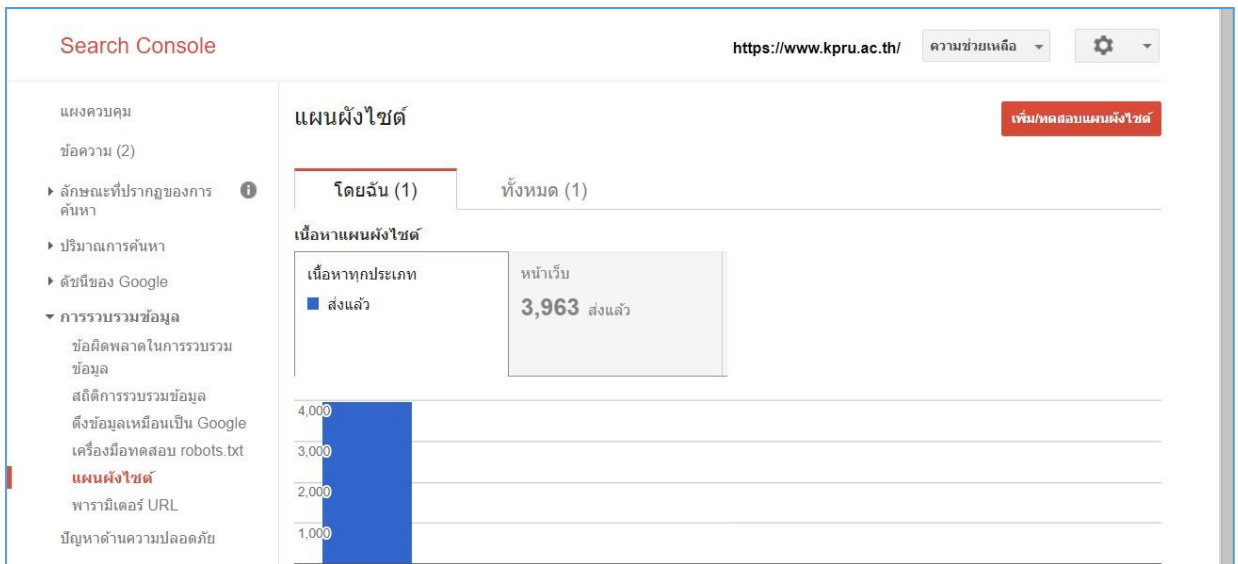 Search Console
https://www.kpru.ac.th/
ความช่วยเหลือ
แผงควบคุม
ข้อความ (2)
ลักษณะที่ปรากฏของการ
ค้นหา
ปริมาณการค้นหา
ดัชนีของ Google
การรวบรวมข้อมูล
ข้อผิดพลาดในการรวบรวม
ข้อมูล
สถิติการรวบรวมข้อมูล
ดึงข้อมูลเหมือนเป็น Google
เครื่องมือทดสอบ robots.txt
แผนผังไซต์
พารามิเตอร์ URL
ปัญหาด้านความปลอดภัย
แผนผังไซต์
เพิ่ม/ทดสอบแผนผังไซต์
โดยฉัน (1)
ทั้งหมด (1)
เนื้อหาแผนผังไซต์
เนื้อหาทุกประเภท
ส่งแล้ว
หน้าเว็บ
3,963 ส่งแล้ว
4,000
3,000
2,000
1,000